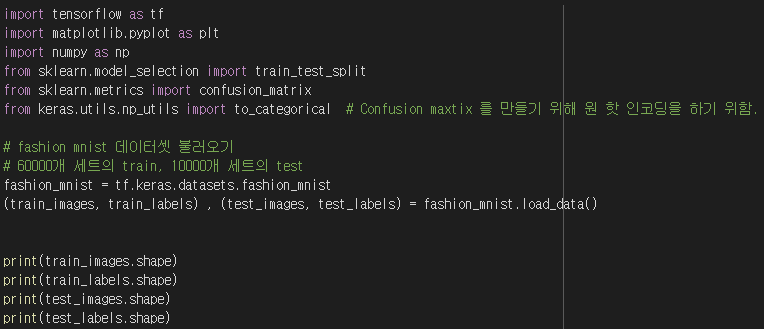 import tensorflow as tf
import matplotlib.pyplot as plt
import numpy as np
from sklearn.model_selection import train_test_split
from sklearn.metrics import confusion_matrix
from keras.utils.np_utils import to_categorical  # Confusion maxtix 를 만들기 위해 원 핫 인코딩을 하기 위함.
# fashion mnist 데이터셋 불러오기
# 60000개 세트의 train, 10000개 세트의 test
fashion_mnist = tf.keras.datasets.fashion_mnist
(train_images, train_labels) , (test_images, test_labels) = fashion_mnist.load_data()
print(train_images.shape)
print(train_labels.shape)
print(test_images.shape)
print(test_labels.shape)